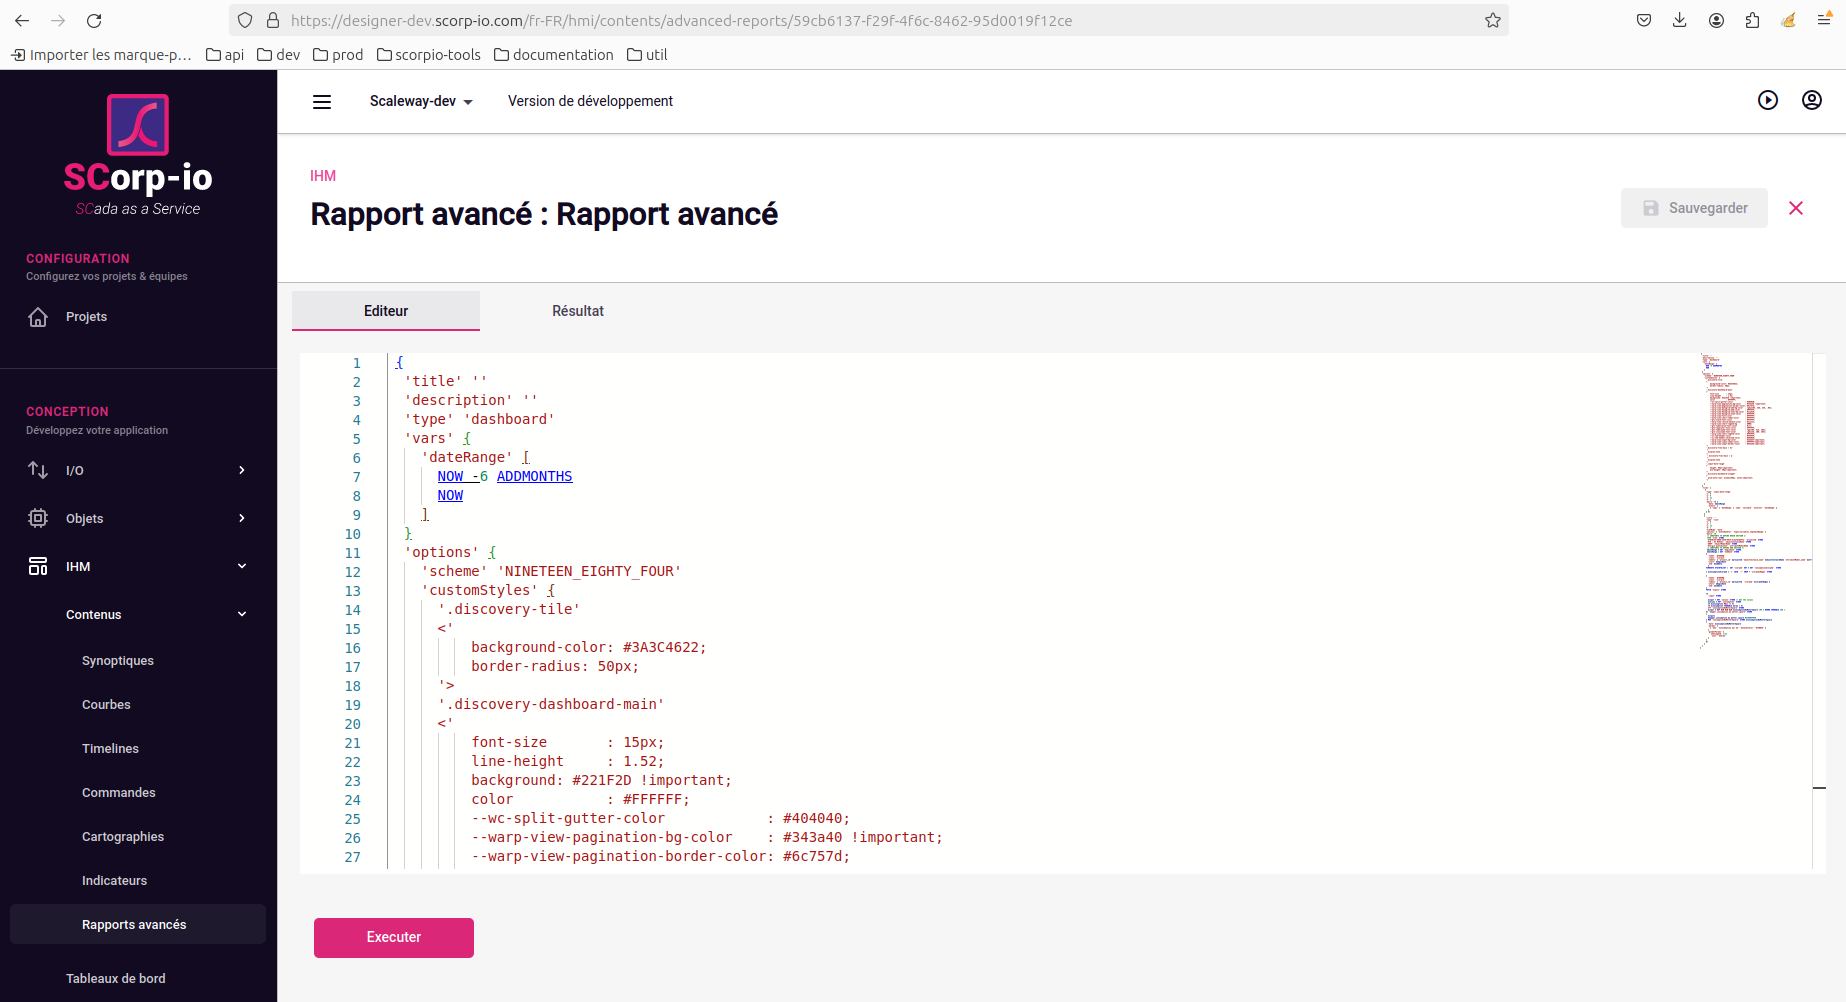 https://designer-dev.scorp-io.com/fr-FR/hmi/contents/advanced-reports/59cb6137-f29f-4f6c-8462-95d0019f12ce
Importer les marque-p… api dev prod scorpio-tools documentation util
SCorp-io
SCada as a Service
CONFIGURATION
Configurez vos projets & équipes
Projets
CONCEPTION
Développez votre application
I/O
Objets
IHM
Contenus
Synoptiques
Courbes
Timelines
Commandes
Cartographies
Indicateurs
Rapports avancés
Tableaux de bord
Scaleway-dev Version de développement
IHM
Rapport avancé : Rapport avancé
Sauvegarder
Editeur Résultat
1 {
2 'title' ''
3 'description' ''
4 'type' 'dashboard'
5 'vars' {
6 'dateRange' [
7 NOW -6 ADDMONTHS
8 NOW
9 ]
10 }
11 'options' {
12 'scheme' 'NINETEEN_EIGHTY_FOUR'
13 'customStyles' {
14 '.discovery-tile'
15 <'
16 background-color: #3A3C4622;
17 border-radius: 50px;
18 '>
19 '.discovery-dashboard-main'
20 <'
21 font-size : 15px;
22 line-height : 1.52;
23 background: #221F2D !important;
24 color : #FFFFFF;
25 --wc-split-gutter-color : #404040;
26 --warp-view-pagination-bg-color : #343a40 !important;
27 --warp-view-pagination-border-color: #6c757d;
Executer